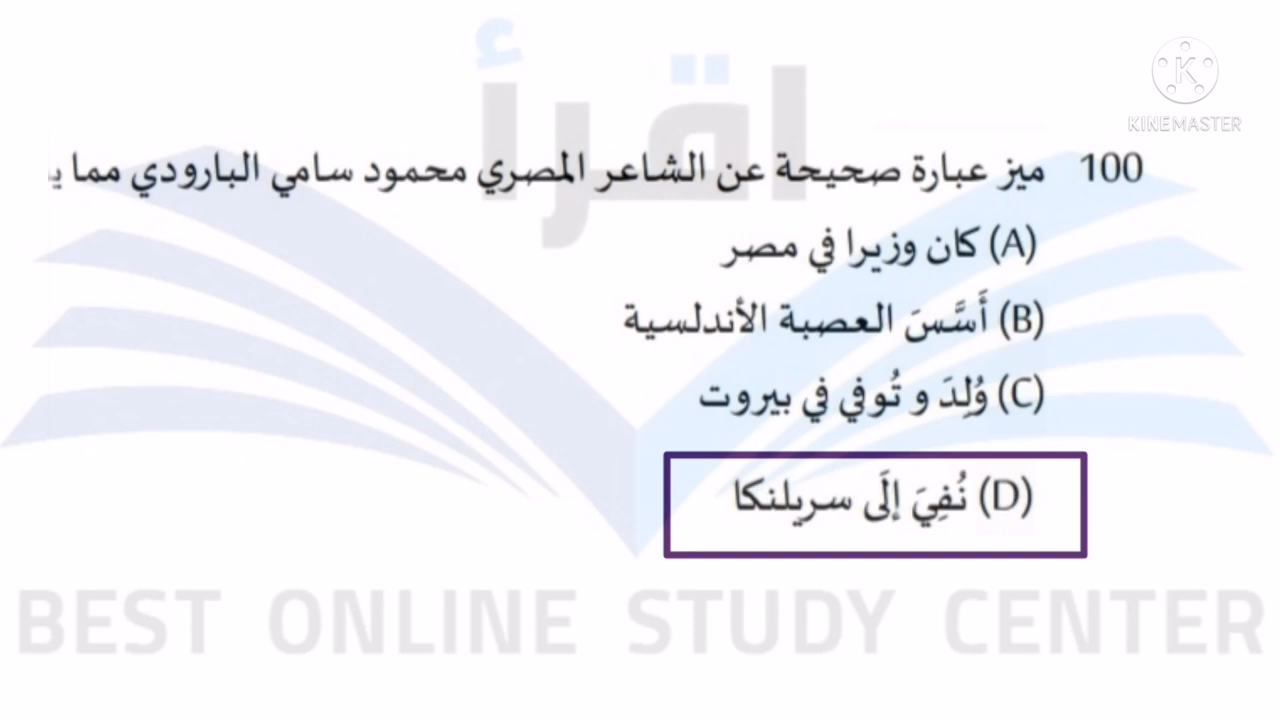 KINEMASTER
اقرأ
100 ميز عبارة صحيحة عن الشاعر المصري محمود سامي البارودي مما
(A) كان وزيرا في مصر
(B) أَسَّسَ العصبة الأندلسية
(C) وُلِدَ و تُوفي في بيروت
(D) نُفِيَ إلَى سريلنكا
BEST ONLINE STUDY CENTER